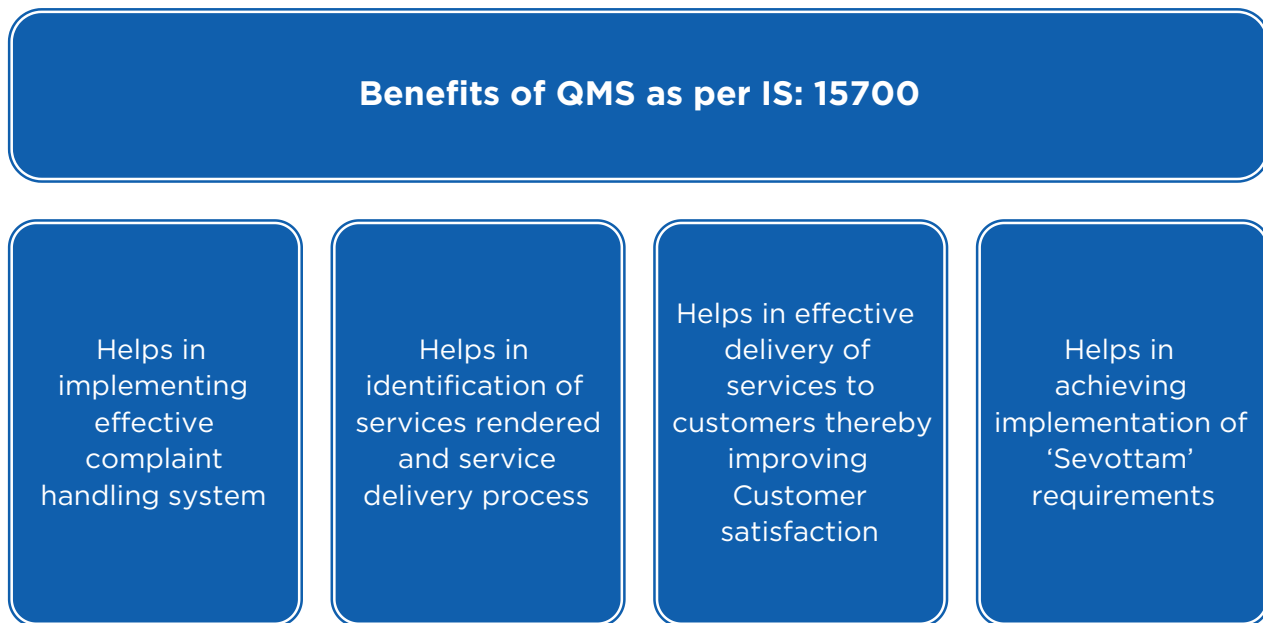 Benefits of QMS as per IS: 15700
Helps in
implementing
effective
complaint
handling system
Helps in
identification of
services rendered
and service
delivery process
Helps in effective
delivery of
services to
customers thereby
improving
Customer
satisfaction
Helps in
achieving
implementation of
‘Sevottam’
requirements